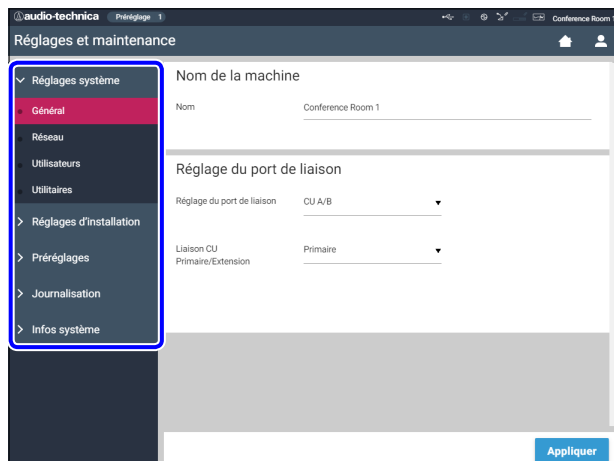 audio-technica Préréglage 1 Conference Room 1
Réglages et maintenance
Réglages système
Général
Réseau
Utilisateurs
Utilitaires
Réglages d'installation
Préréglages
Journalisation
Infos système
Nom de la machine
Nom Conference Room 1
Réglage du port de liaison
Réglage du port de liaison CU A/B
Liaison CU
Primaire/Extension Primaire
Appliquer